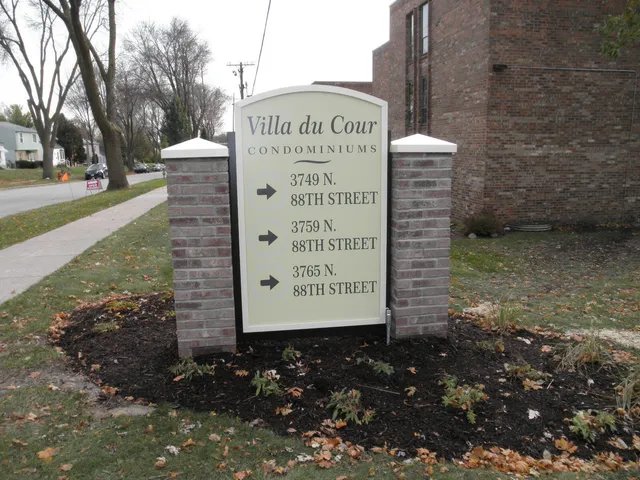 Villa du Cour
CONDOMINIUMS
3749 N.
88TH STREET
3759 N.
88TH STREET
3765 N.
88TH STREET